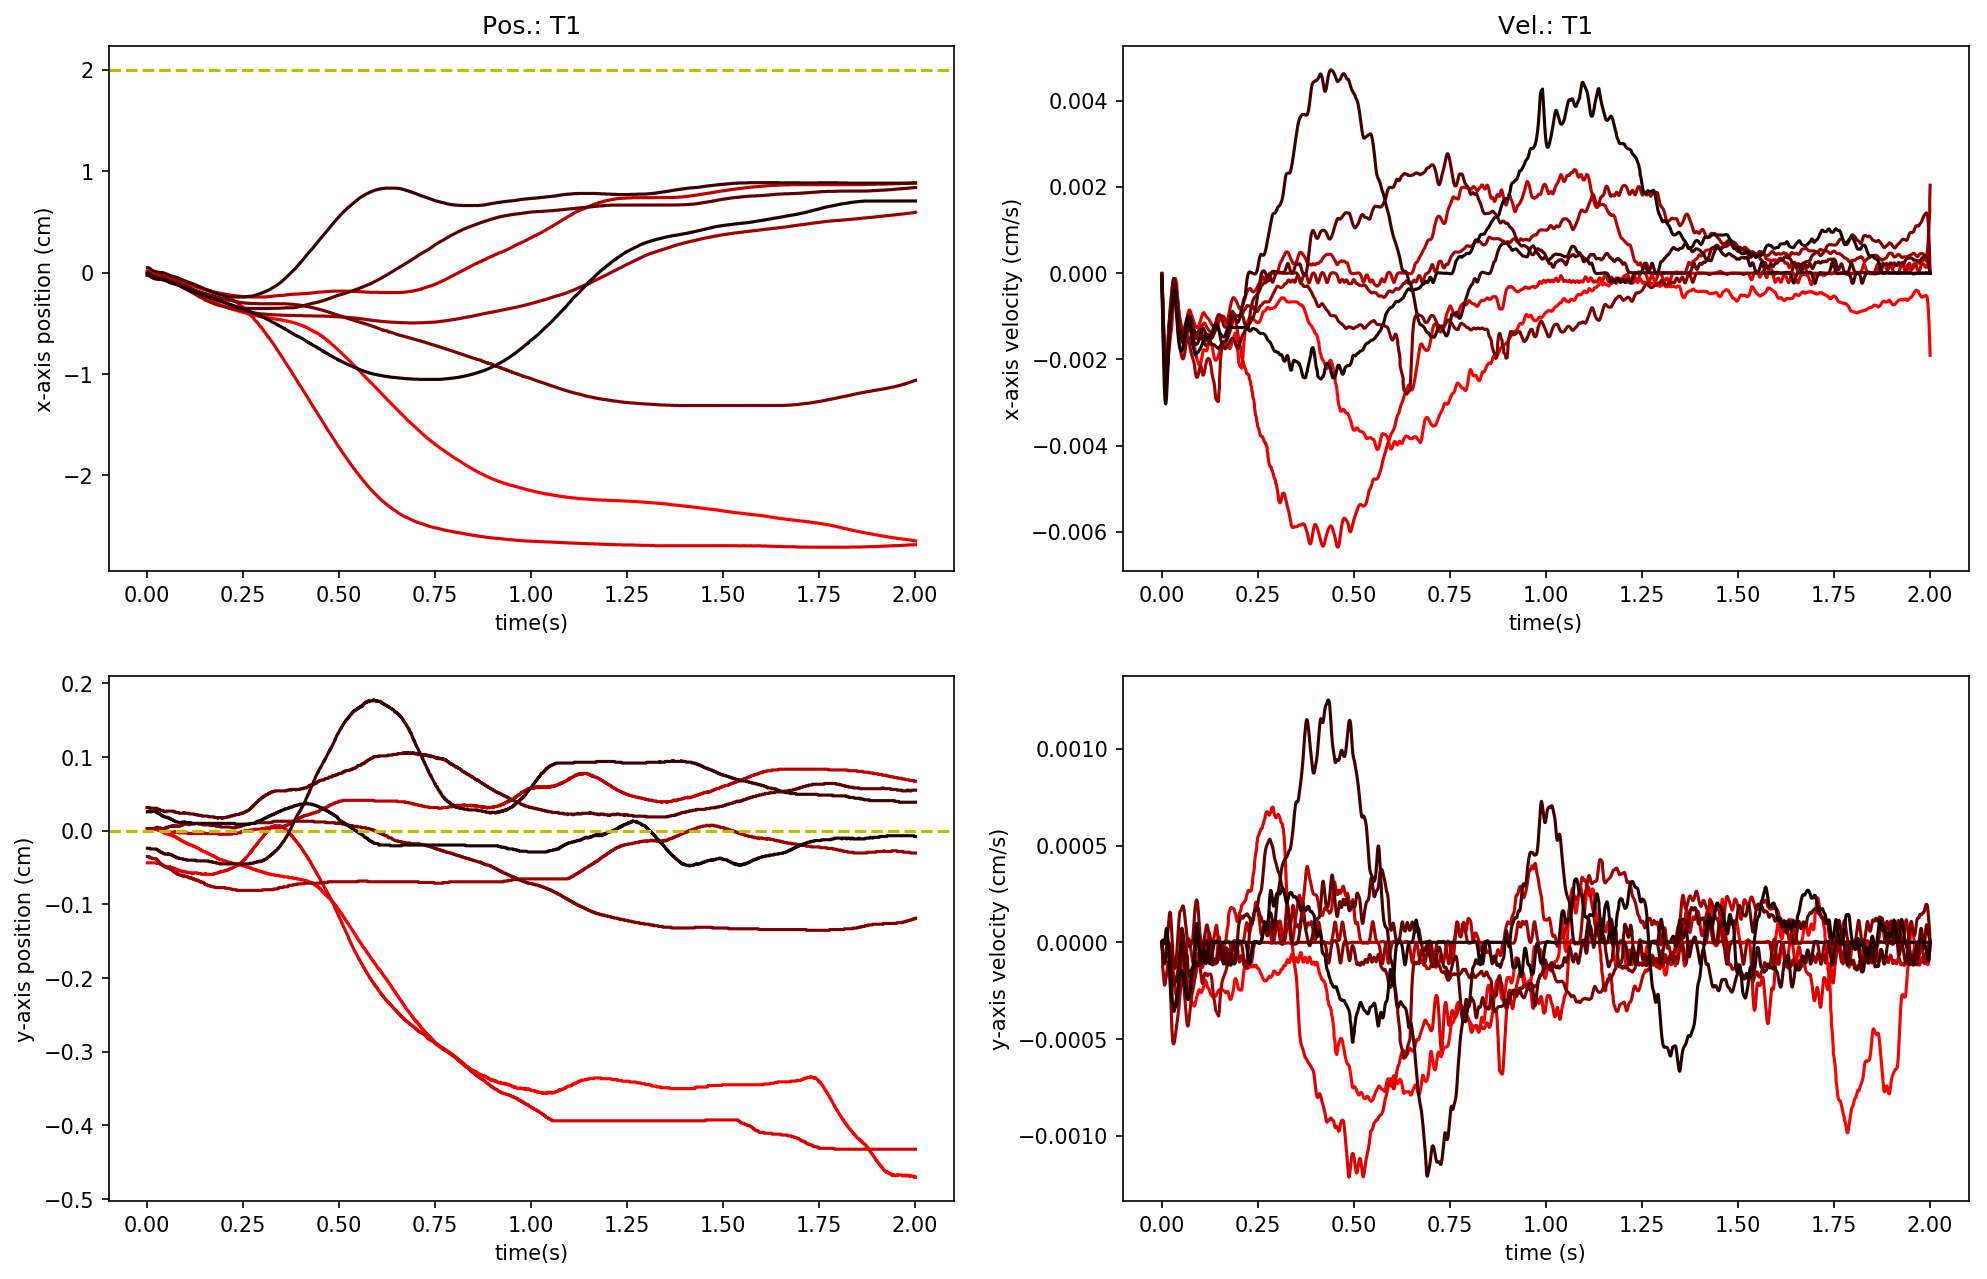 Pos.: T1
x-axis position (cm)
2
1
0
−1
−2
0.00 0.25 0.50 0.75 1.00 1.25 1.50 1.75 2.00
time(s)
Vel.: T1
x-axis velocity (cm/s)
0.004
0.002
0.000
−0.002
−0.004
−0.006
0.00 0.25 0.50 0.75 1.00 1.25 1.50 1.75 2.00
time(s)
y-axis position (cm)
0.2
0.1
0.0
−0.1
−0.2
−0.3
−0.4
−0.5
0.00 0.25 0.50 0.75 1.00 1.25 1.50 1.75 2.00
time(s)
y-axis velocity (cm/s)
0.0010
0.0005
0.0000
−0.0005
−0.0010
0.00 0.25 0.50 0.75 1.00 1.25 1.50 1.75 2.00
time (s)